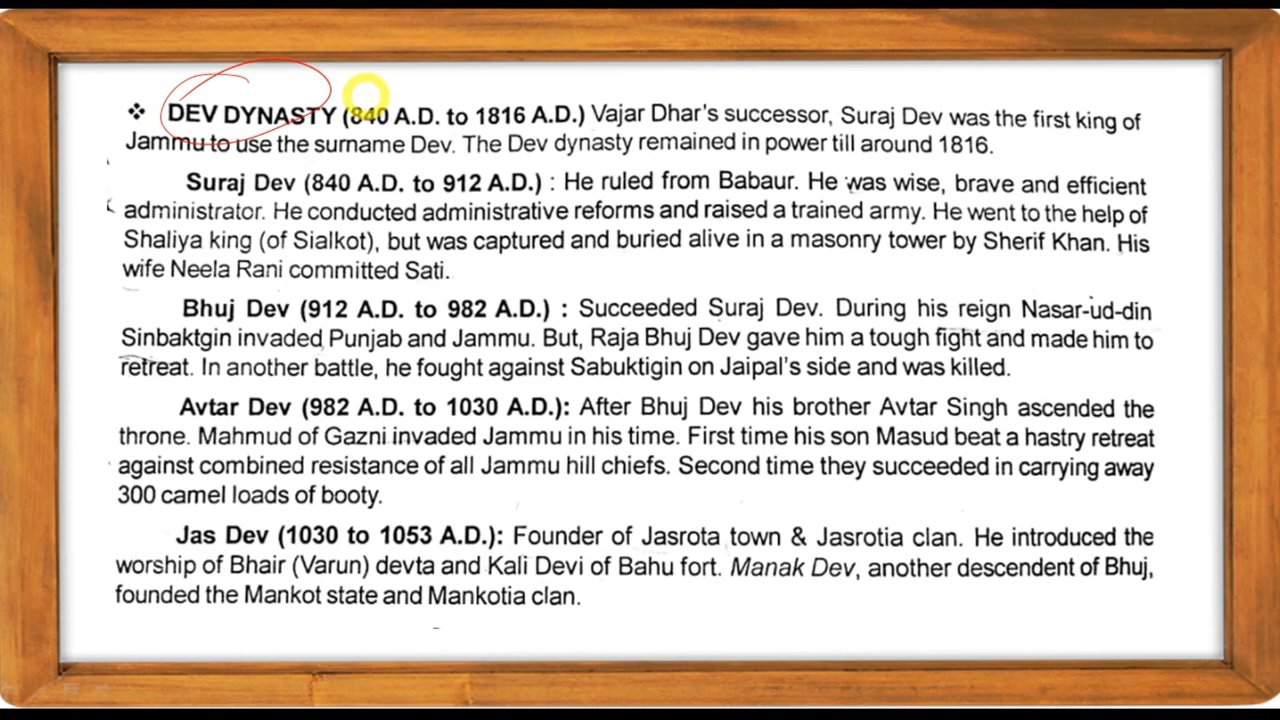 ❖ DEV DYNASTY (840 A.D. to 1816 A.D.) Vajar Dhar's successor, Suraj Dev was the first king of
Jammu to use the surname Dev. The Dev dynasty remained in power till around 1816.
Suraj Dev (840 A.D. to 912 A.D.) : He ruled from Babaur. He was wise, brave and efficient
administrator. He conducted administrative reforms and raised a trained army. He went to the help of
Shaliya king (of Sialkot), but was captured and buried alive in a masonry tower by Sherif Khan. His
wife Neela Rani committed Sati.
Bhuj Dev (912 A.D. to 982 A.D.) : Succeeded Suraj Dev. During his reign Nasar-ud-din
Sinbaktgin invaded Punjab and Jammu. But, Raja Bhuj Dev gave him a tough fight and made him to
retreat. In another battle, he fought against Sabuktigin on Jaipal's side and was killed.
Avtar Dev (982 A.D. to 1030 A.D.): After Bhuj Dev his brother Avtar Singh ascended the
throne. Mahmud of Gazni invaded Jammu in his time. First time his son Masud beat a hastry retreat
against combined resistance of all Jammu hill chiefs. Second time they succeeded in carrying away
300 camel loads of booty.
Jas Dev (1030 to 1053 A.D.): Founder of Jasrota town & Jasrotia clan. He introduced the
worship of Bhair (Varun) devta and Kali Devi of Bahu fort. Manak Dev, another descendent of Bhuj,
founded the Mankot state and Mankotia clan.